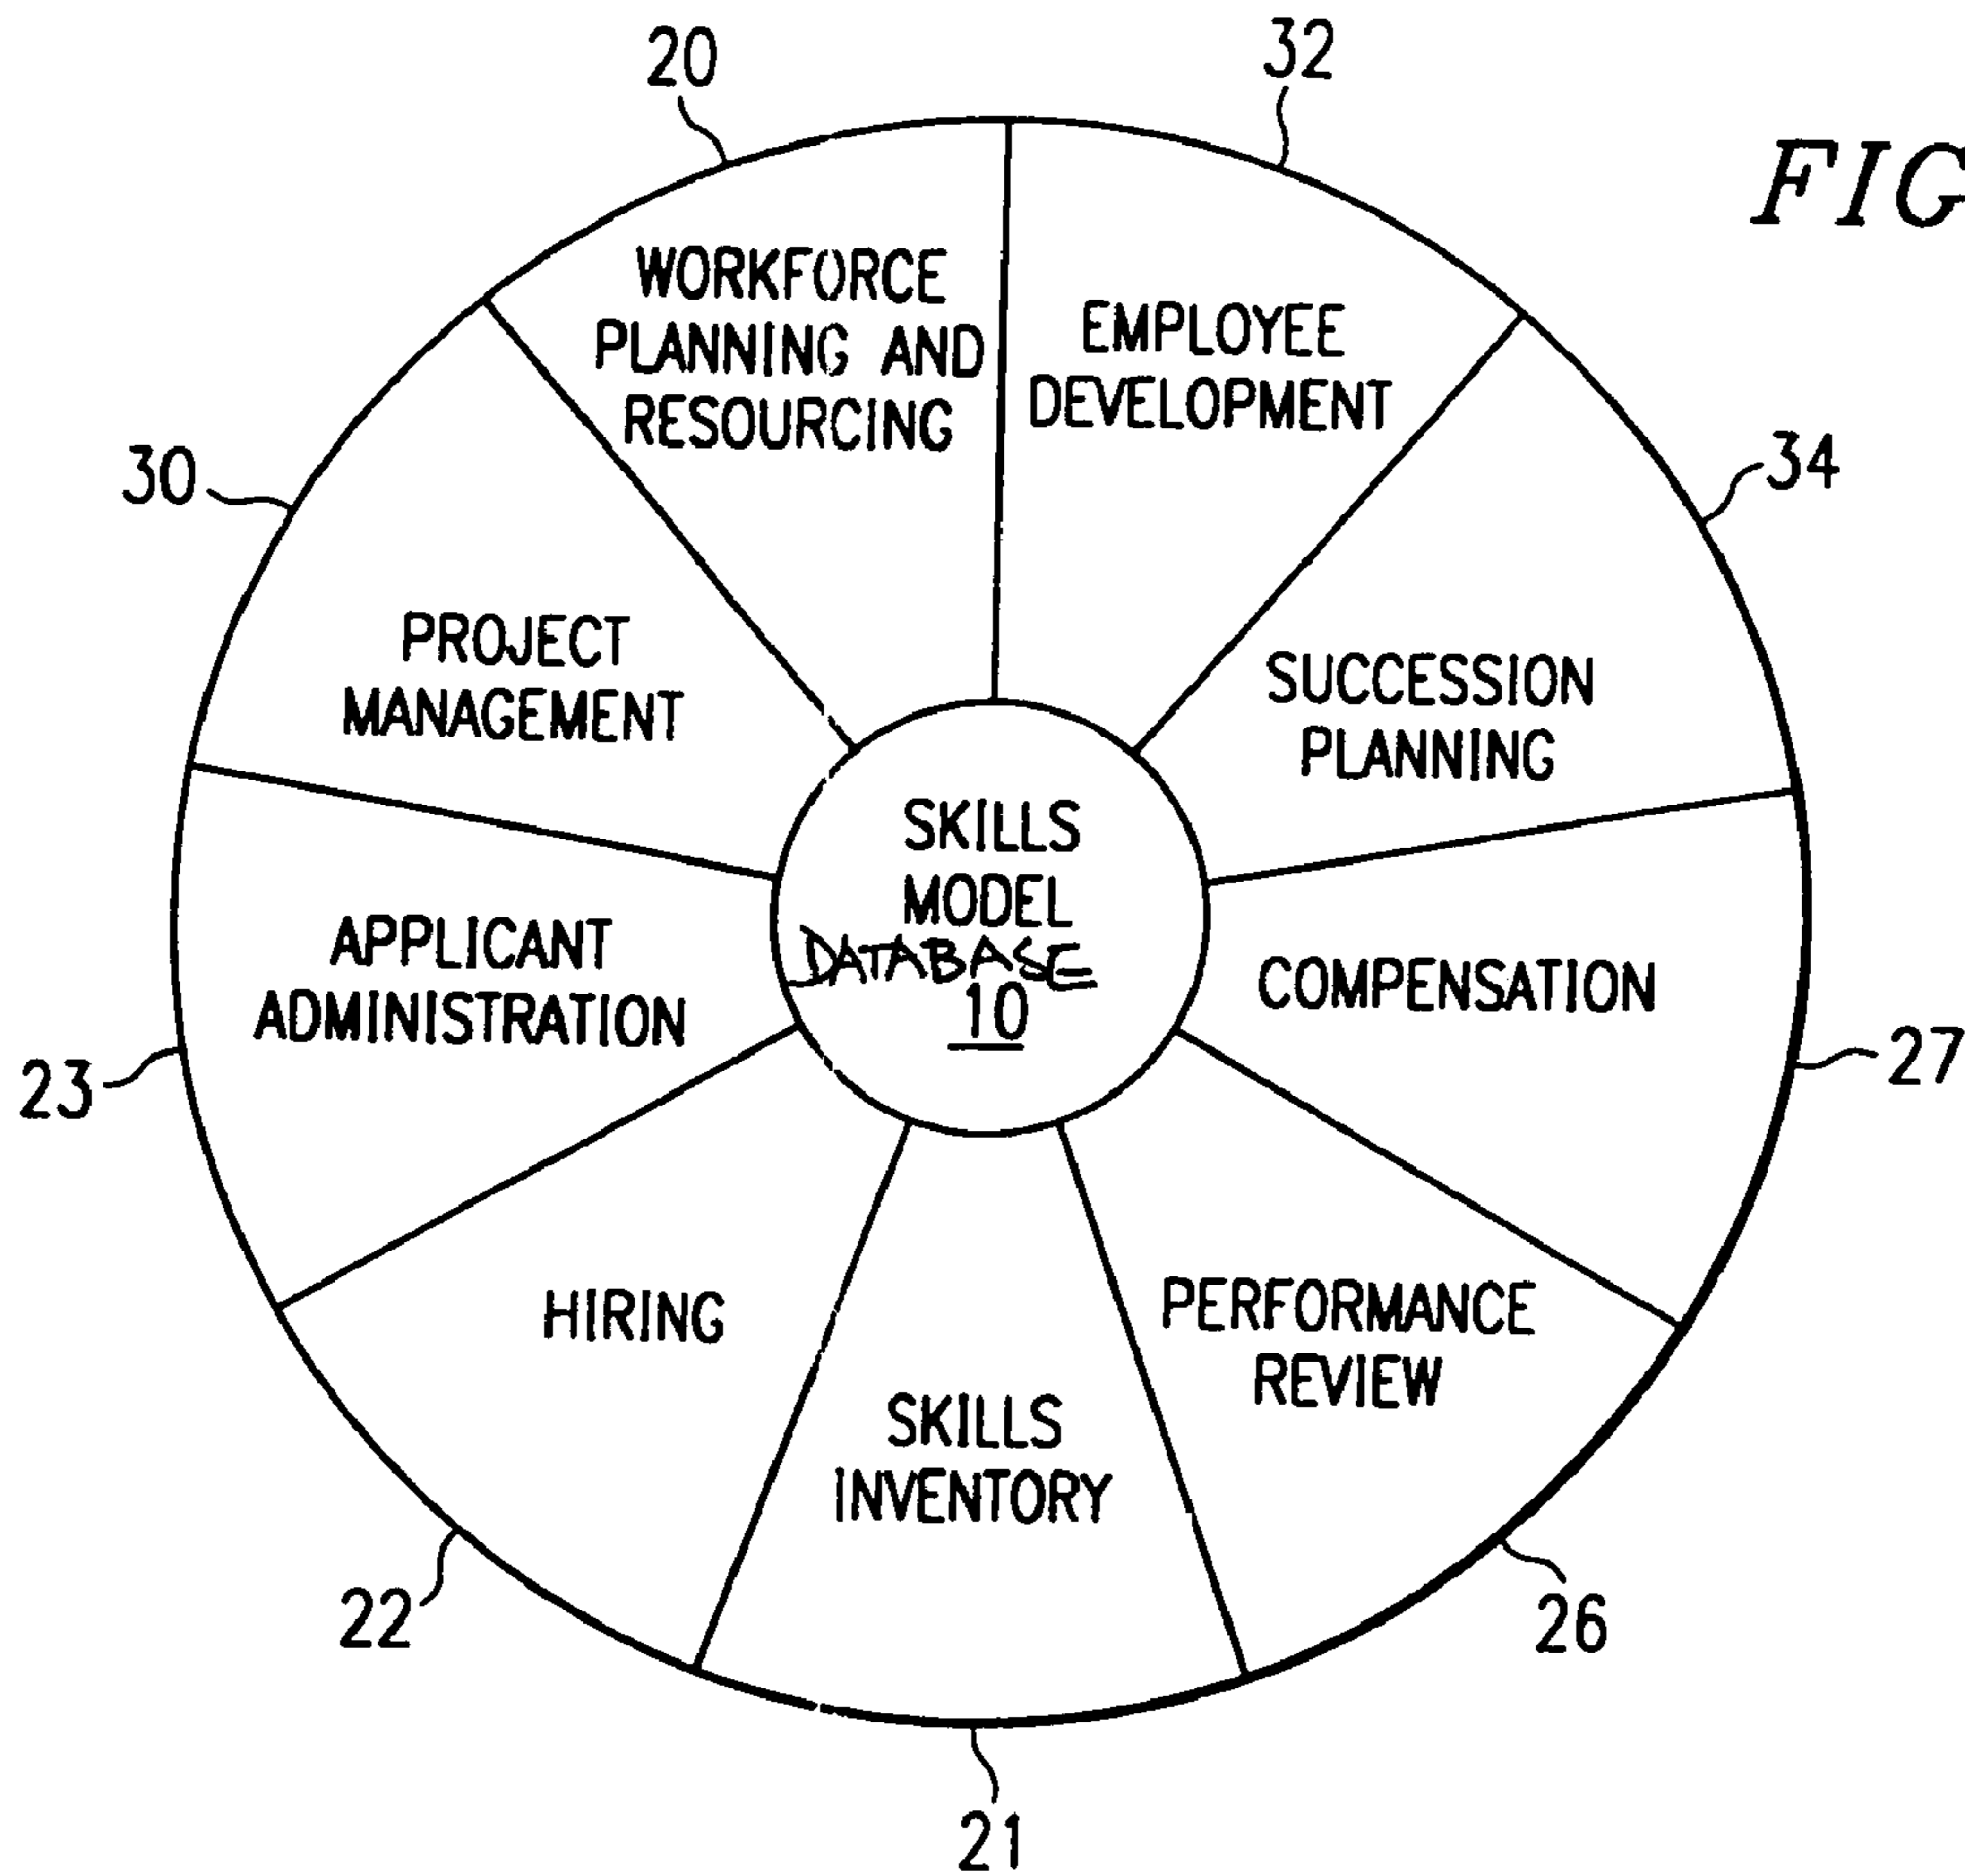 20
32
FIG
WORKFORCE
PLANNING AND
RESOURCING
EMPLOYEE
DEVELOPMENT
30
34
PROJECT
MANAGEMENT
SUCCESSION
PLANNING
SKILLS
MODEL
DATABASE
10
APPLICANT
ADMINISTRATION
COMPENSATION
23
27
HIRING
PERFORMANCE
REVIEW
SKILLS
INVENTORY
22
26
21